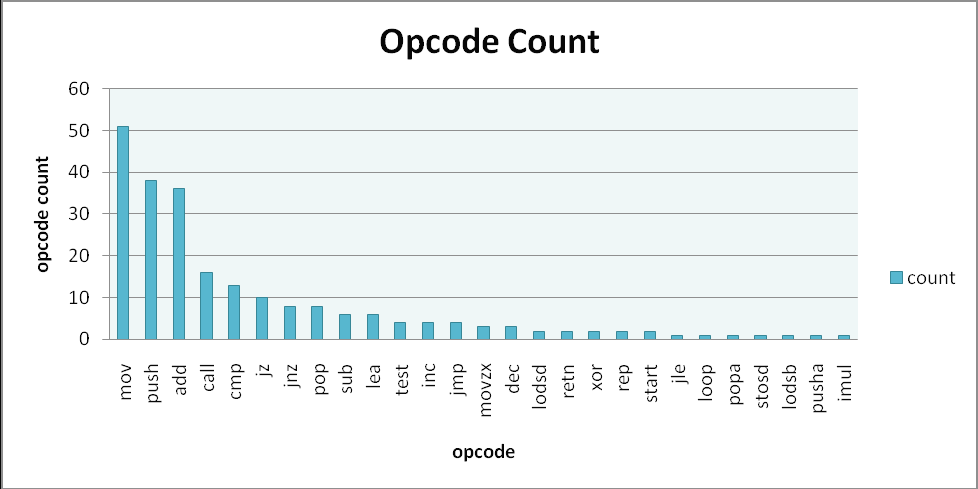 Opcode Count
60
50
40
30
20
10
0
opcode count
mov
push
add
call
cmp
jz
jnz
pop
sub
lea
test
inc
jmp
movzx
dec
lodsd
retn
xor
rep
start
jle
loop
popa
stosd
lodsb
pusha
imul
opcode
count